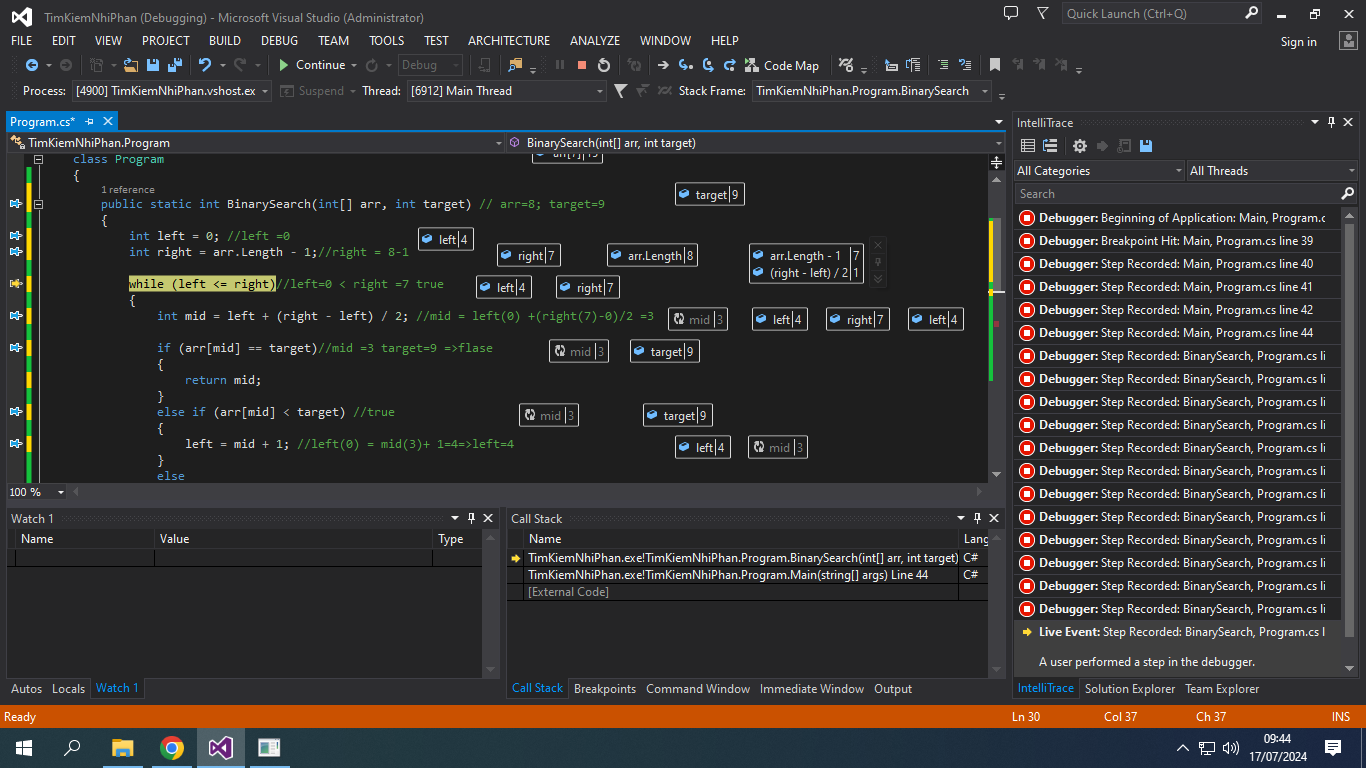 TimKiemNhiPhan (Debugging) - Microsoft Visual Studio (Administrator)
Quick Launch (Ctrl+Q)
FILE EDIT VIEW PROJECT BUILD DEBUG TEAM TOOLS TEST ARCHITECTURE ANALYZE WINDOW HELP
Sign in
Continue Debug Code Map
Process: [4900] TimKiemNhiPhan.vshost.ex Suspend Thread: [6912] Main Thread Stack Frame: TimKiemNhiPhan.Program.BinarySearch
Program.cs*
TimKiemNhiPhan.Program BinarySearch(int[] arr, int target)
class Program
{
1 reference
target 9
public static int BinarySearch(int[] arr, int target) // arr=8; target=9
{
int left = 0; //left =0 left 4
int right = arr.Length - 1;//right = 8-1 right 7 arr.Length 8 arr.Length - 1 7
(right - left) / 2 1
while (left <= right)//left=0 < right =7 true left 4 right 7
{
int mid = left + (right - left) / 2; //mid = left(0) +(right(7)-0)/2 =3 mid 3 left 4 right 7 left 4
if (arr[mid] == target)//mid =3 target=9 =>flase mid 3 target 9
{
return mid;
}
else if (arr[mid] < target) //true mid 3 target 9
{
left = mid + 1; //left(0) = mid(3)+ 1=4=>left=4 left 4 mid 3
}
else
100 %
Watch 1
Name Value Type
Autos Locals Watch 1
Call Stack
Name Lang
TimKiemNhiPhan.exe!TimKiemNhiPhan.Program.BinarySearch(int[] arr, int target) C#
TimKiemNhiPhan.exe!TimKiemNhiPhan.Program.Main(string[] args) Line 44 C#
[External Code]
Call Stack Breakpoints Command Window Immediate Window Output
IntelliTrace
All Categories All Threads
Search
Debugger: Beginning of Application: Main, Program.c
Debugger: Breakpoint Hit: Main, Program.cs line 39
Debugger: Step Recorded: Main, Program.cs line 40
Debugger: Step Recorded: Main, Program.cs line 41
Debugger: Step Recorded: Main, Program.cs line 42
Debugger: Step Recorded: Main, Program.cs line 44
Debugger: Step Recorded: BinarySearch, Program.cs li
Debugger: Step Recorded: BinarySearch, Program.cs li
Debugger: Step Recorded: BinarySearch, Program.cs li
Debugger: Step Recorded: BinarySearch, Program.cs li
Debugger: Step Recorded: BinarySearch, Program.cs li
Debugger: Step Recorded: BinarySearch, Program.cs li
Debugger: Step Recorded: BinarySearch, Program.cs li
Debugger: Step Recorded: BinarySearch, Program.cs li
Debugger: Step Recorded: BinarySearch, Program.cs li
Debugger: Step Recorded: BinarySearch, Program.cs li
Debugger: Step Recorded: BinarySearch, Program.cs li
Debugger: Step Recorded: BinarySearch, Program.cs li
Live Event: Step Recorded: BinarySearch, Program.cs l
A user performed a step in the debugger.
IntelliTrace Solution Explorer Team Explorer
Ready Ln 30 Col 37 Ch 37 INS
09:44
17/07/2024